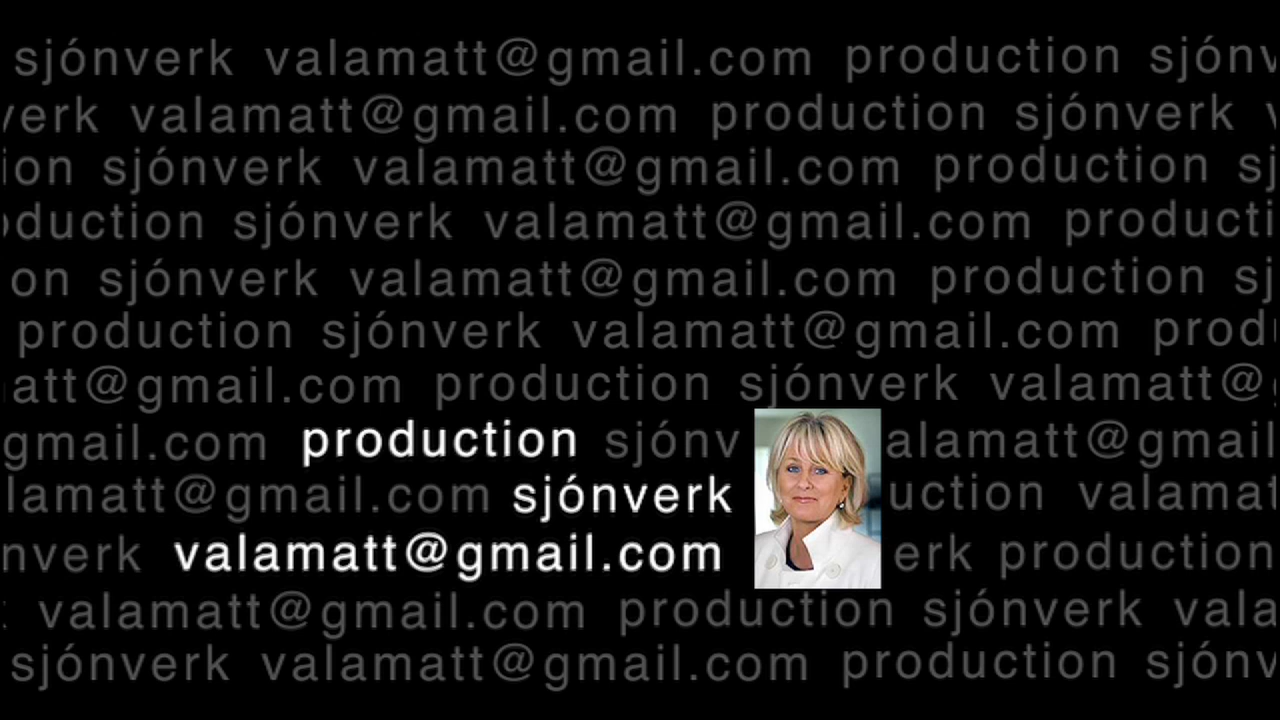 sjónverk valamatt@gmail.com production sjónv
verk valamatt@gmail.com production sjónverk
ion sjónverk valamatt@gmail.com production sj
oduction sjónverk valamatt@gmail.com producti
on sjónverk valamatt@gmail.com production sj
production sjónverk valamatt@gmail.com prod
att@gmail.com production sjónverk valamatt@
gmail.com production sjónv alamatt@gmail
lamatt@gmail.com sjónverk uction valamat
nverk valamatt@gmail.com erk production
valamatt@gmail.com production sjónverk vala
sjónverk valamatt@gmail.com production sjónv